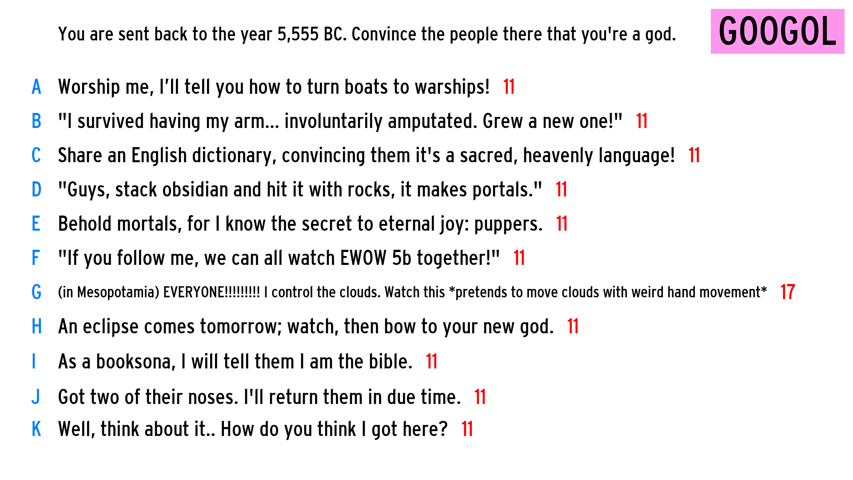 You are sent back to the year 5,555 BC. Convince the people there that you're a god.
GOOGOL
A Worship me, I'll tell you how to turn boats to warships! 11
B "I survived having my arm... involuntarily amputated. Grew a new one!" 11
C Share an English dictionary, convincing them it's a sacred, heavenly language! 11
D "Guys, stack obsidian and hit it with rocks, it makes portals." 11
E Behold mortals, for I know the secret to eternal joy: puppers. 11
F "If you follow me, we can all watch EWOW 5b together!" 11
G (in Mesopotamia) EVERYONE!!!!!!!!! I control the clouds. Watch this *pretends to move clouds with weird hand movement* 17
H An eclipse comes tomorrow; watch, then bow to your new god. 11
I As a booksona, I will tell them I am the bible. 11
J Got two of their noses. I'll return them in due time. 11
K Well, think about it.. How do you think I got here? 11